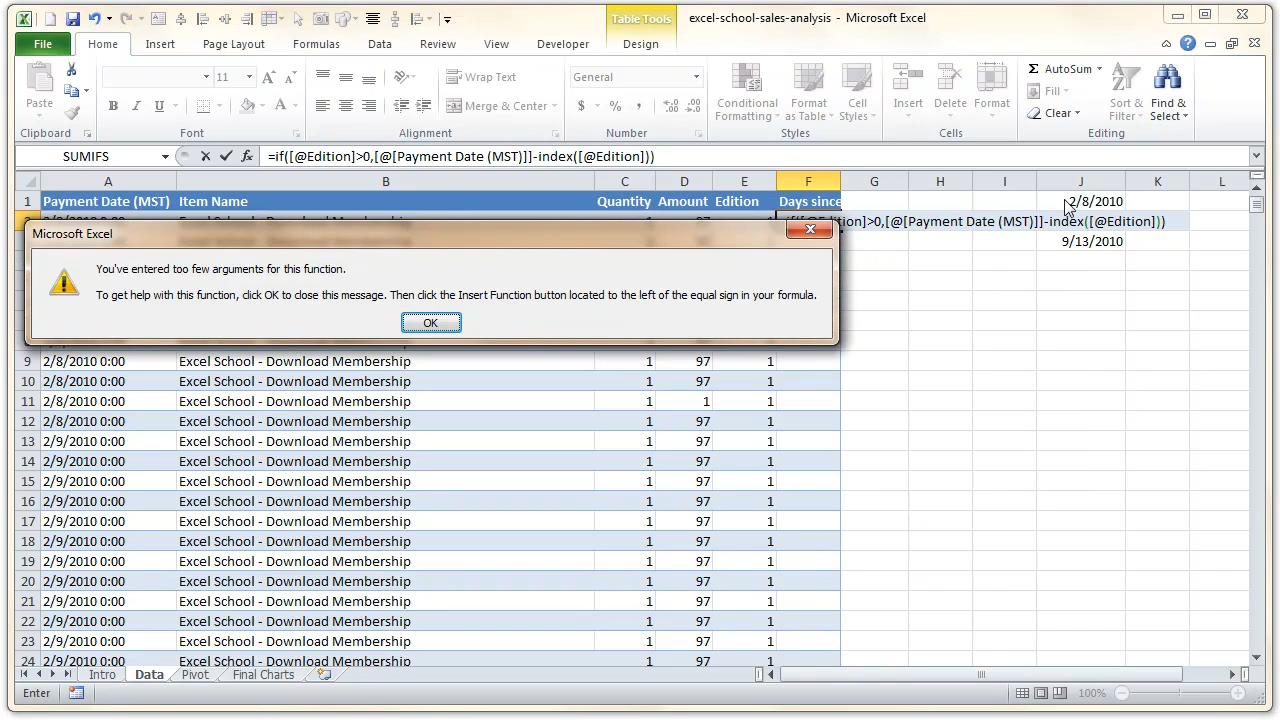 Table Tools
excel-school-sales-analysis - Microsoft Excel
File Home Insert Page Layout Formulas Data Review View Developer Design
Paste
11
B I U A
Wrap Text
Merge & Center
General
$ % ,
Conditional Formatting
Format as Table
Cell Styles
Insert Delete Format
Σ AutoSum
Fill
Clear
Sort & Filter
Find & Select
Clipboard Font Alignment Number Styles Cells Editing
SUMIFS fx =if([@Edition]>0,[@[Payment Date (MST)]]-index([@Edition]))
A B C D E F G H I J K L
1 Payment Date (MST) Item Name Quantity Amount Edition Days since 2/8/2010
[@Edition]>0,[@[Payment Date (MST)]]-index([@Edition]))
9/13/2010
Microsoft Excel
You've entered too few arguments for this function.
To get help with this function, click OK to close this message. Then click the Insert Function button located to the left of the equal sign in your formula.
OK
9 2/8/2010 0:00 Excel School - Download Membership 1 97 1
10 2/8/2010 0:00 Excel School - Download Membership 1 97 1
11 2/8/2010 0:00 Excel School - Download Membership 1 1 1
12 2/8/2010 0:00 Excel School - Download Membership 1 97 1
13 2/9/2010 0:00 Excel School - Download Membership 1 97 1
14 2/9/2010 0:00 Excel School - Download Membership 1 97 1
15 2/9/2010 0:00 Excel School - Download Membership 1 97 1
16 2/9/2010 0:00 Excel School - Download Membership 1 97 1
17 2/9/2010 0:00 Excel School - Download Membership 1 97 1
18 2/9/2010 0:00 Excel School - Download Membership 1 97 1
19 2/9/2010 0:00 Excel School - Download Membership 1 97 1
20 2/9/2010 0:00 Excel School - Download Membership 1 97 1
21 2/9/2010 0:00 Excel School - Download Membership 1 97 1
22 2/9/2010 0:00 Excel School - Download Membership 1 97 1
23 2/9/2010 0:00 Excel School - Download Membership 1 97 1
24 2/9/2010 0:00 Excel School - Download Membership 1 97 1
Intro Data Pivot Final Charts
Enter 100%